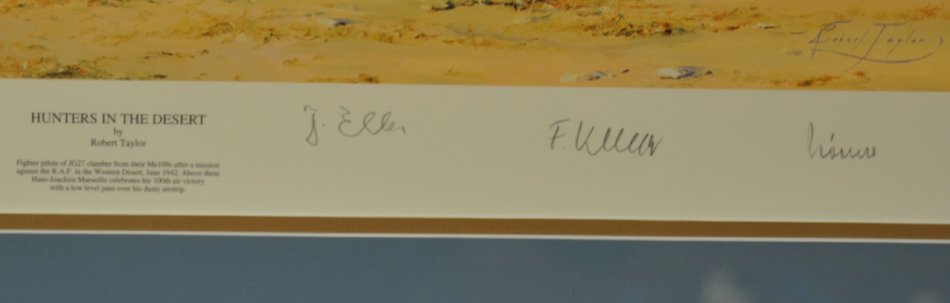 Robert Taylor
HUNTERS IN THE DESERT
by
Robert Taylor
Fighter pilots of JG27 clamber from their Me109s after a mission
against the R.A.F. in the Western Desert, June 1942. Above them
Hans-Joachim Marseille celebrates his 100th air victory
with a low level pass over his dusty airstrip.